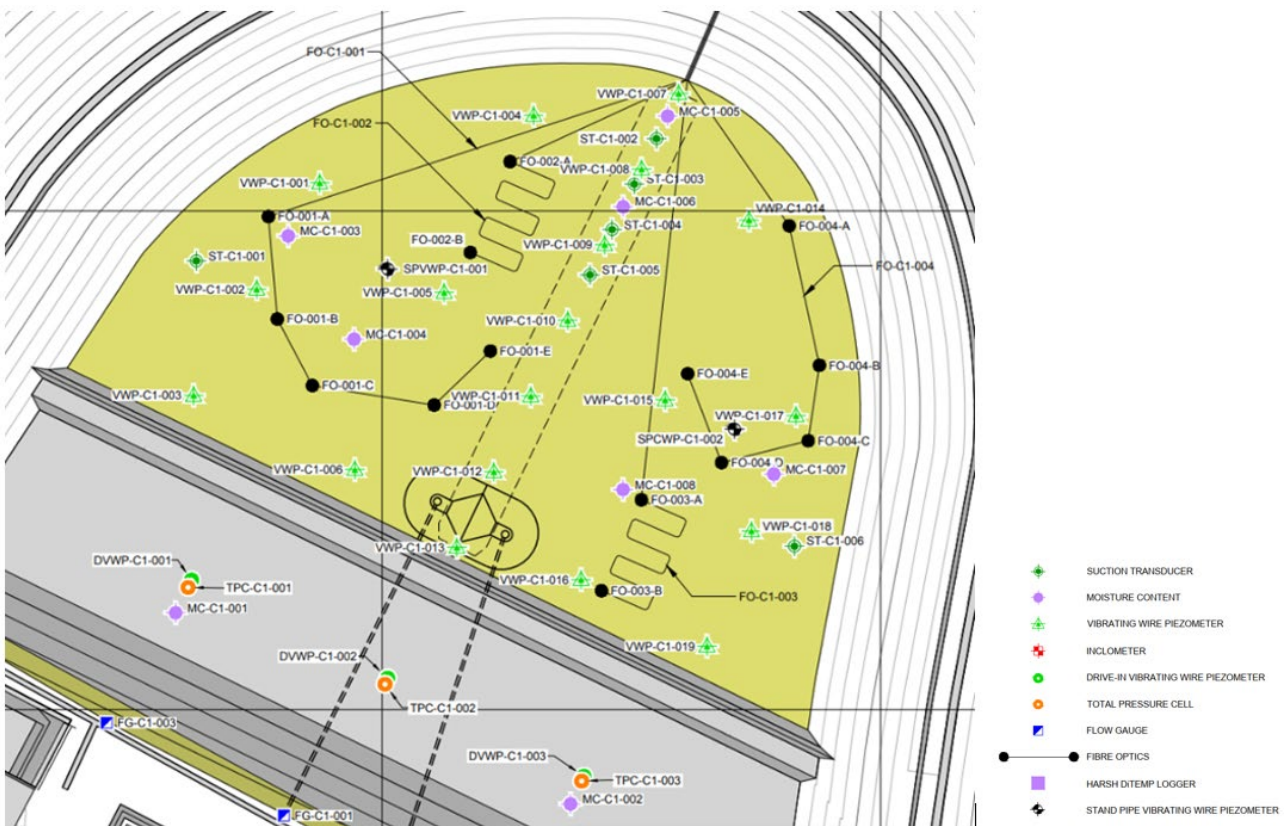 FO-C1-001
VWP-C1-007
VWP-C1-004
MC-C1-005
FO-C1-002
ST-C1-002
FO-002-A
VWP-C1-008
ST-C1-003
VWP-C1-001
MC-C1-006
VWP-C1-014
FO-001-A
FO-004-A
MC-C1-003
ST-C1-004
FO-002-B
VWP-C1-009
ST-C1-001
SPVWP-C1-001
ST-C1-005
FO-C1-004
VWP-C1-002
VWP-C1-005
FO-001-B
VWP-C1-010
MC-C1-004
FO-001-E
FO-004-B
FO-004-E
FO-001-C
VWP-C1-003
VWP-C1-011
VWP-C1-015
FO-001-D
VWP-C1-017
SPCWP-C1-002
FO-004-C
FO-004-D
VWP-C1-006
VWP-C1-012
MC-C1-007
MC-C1-008
FO-003-A
VWP-C1-018
VWP-C1-013
ST-C1-006
DVWP-C1-001
VWP-C1-016
TPC-C1-001
FO-003-B
FO-C1-003
MC-C1-001
VWP-C1-019
DVWP-C1-002
TPC-C1-002
FG-C1-003
DVWP-C1-003
TPC-C1-003
MC-C1-002
FG-C1-001
SUCTION TRANSDUCER
MOISTURE CONTENT
VIBRATING WIRE PIEZOMETER
INCLOMETER
DRIVE-IN VIBRATING WIRE PIEZOMETER
TOTAL PRESSURE CELL
FLOW GAUGE
FIBRE OPTICS
HARSH DiTEMP LOGGER
STAND PIPE VIBRATING WIRE PIEZOMETER